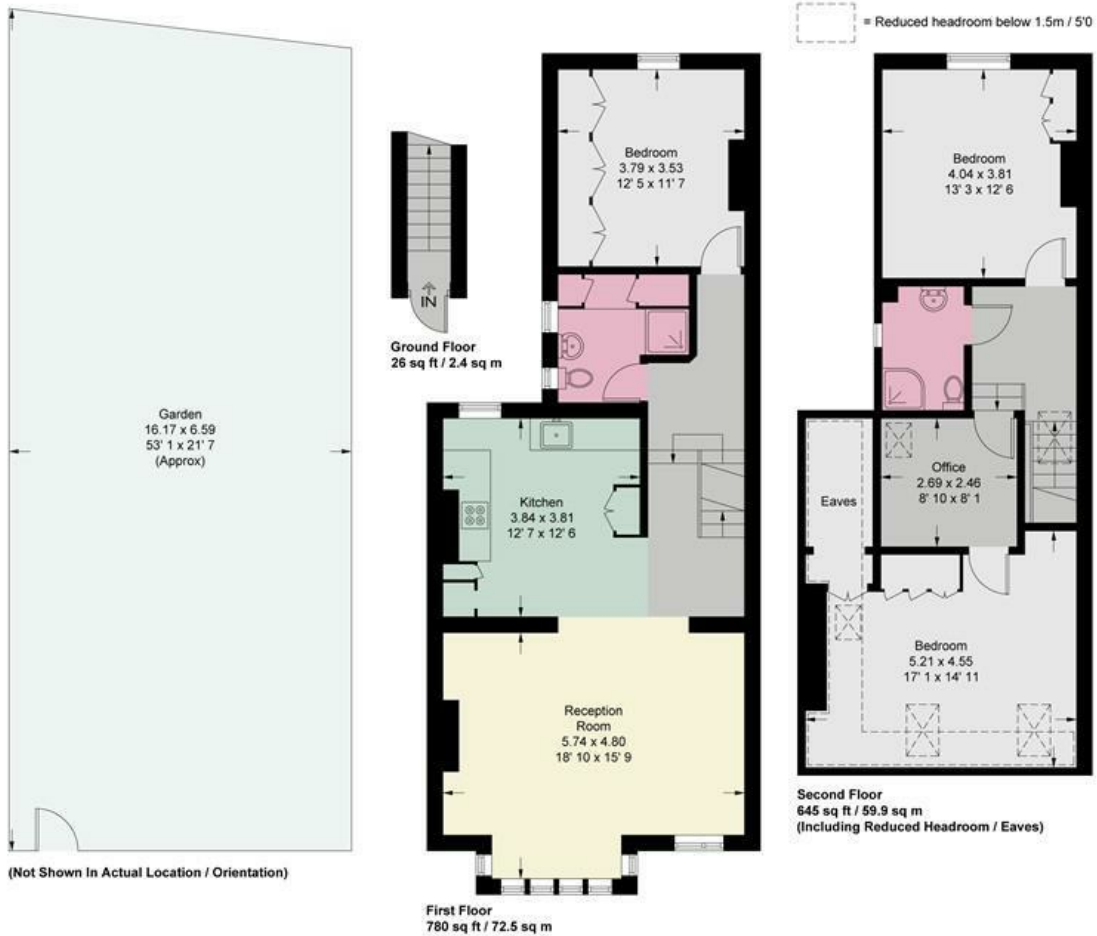 = Reduced headroom below 1.5m / 5'0
Garden
16.17 x 6.59
53' 1 x 21' 7
(Approx)
(Not Shown In Actual Location / Orientation)
IN
Ground Floor
26 sq ft / 2.4 sq m
Bedroom
3.79 x 3.53
12' 5 x 11' 7
Kitchen
3.84 x 3.81
12' 7 x 12' 6
Reception
Room
5.74 x 4.80
18' 10 x 15' 9
First Floor
780 sq ft / 72.5 sq m
Bedroom
4.04 x 3.81
13' 3 x 12' 6
Office
2.69 x 2.46
8' 10 x 8' 1
Eaves
Bedroom
5.21 x 4.55
17' 1 x 14' 11
Second Floor
645 sq ft / 59.9 sq m
(Including Reduced Headroom / Eaves)